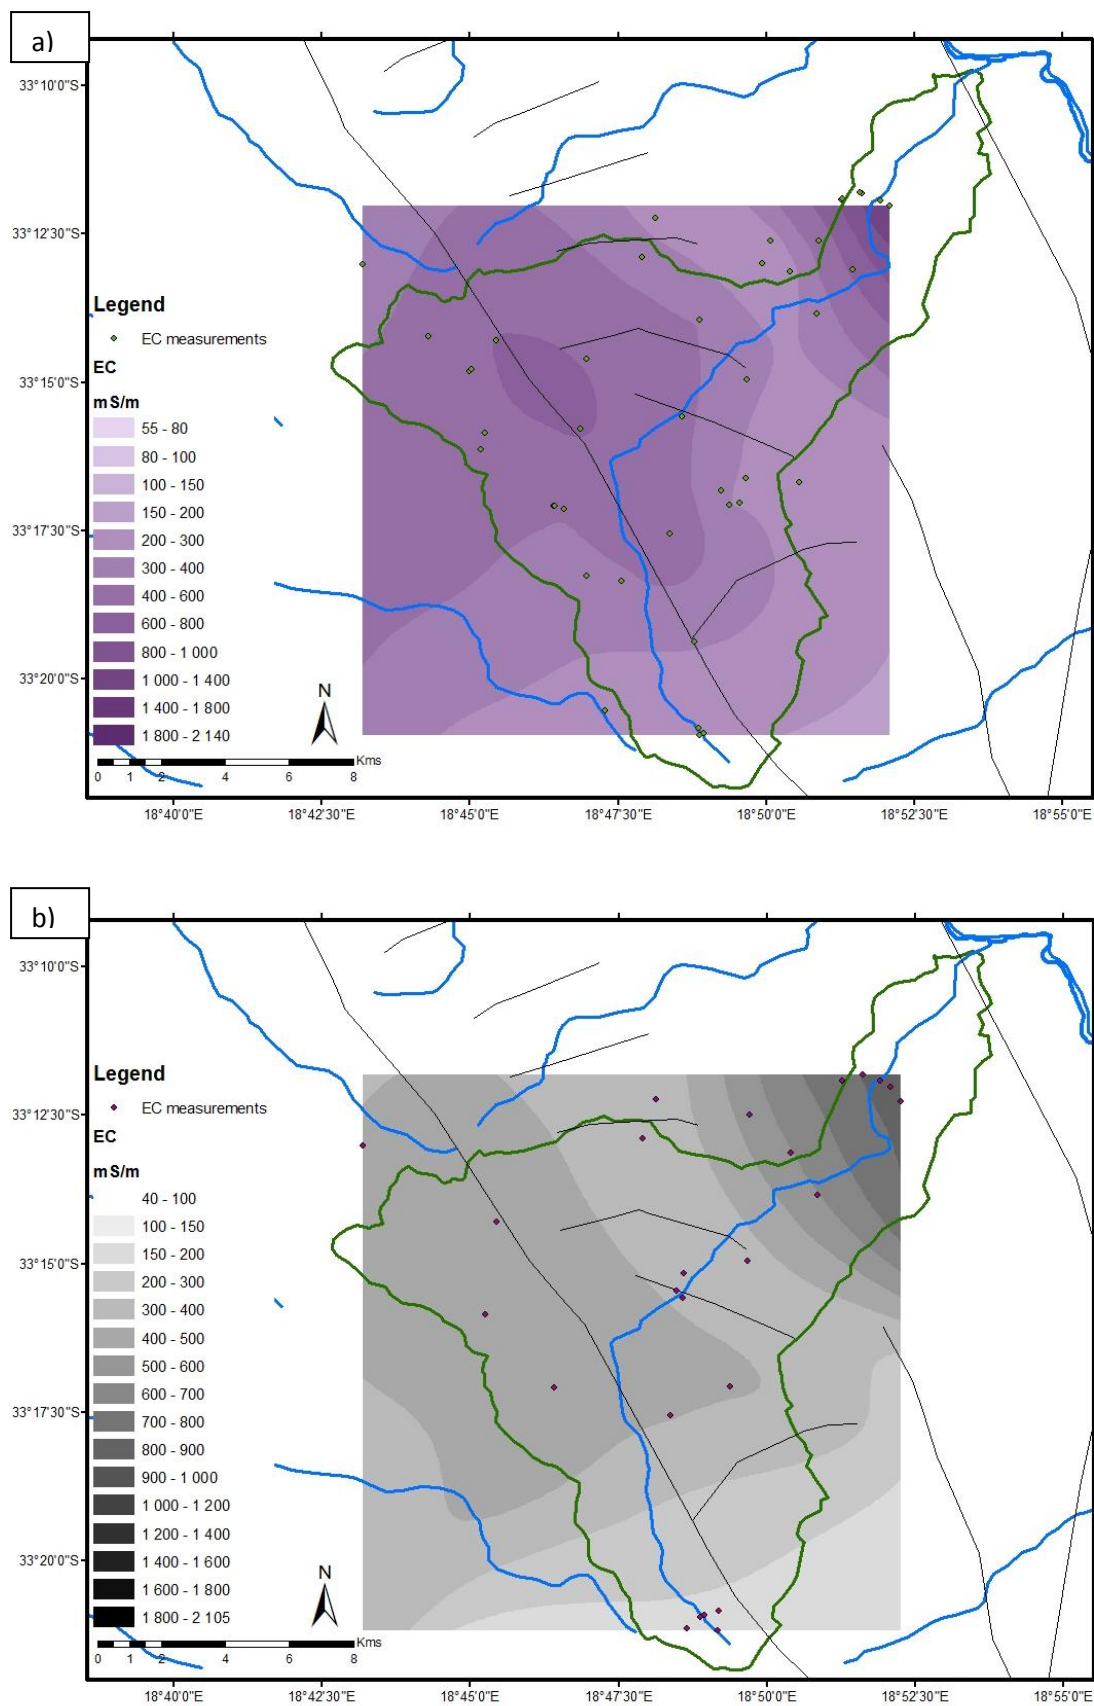 a)
33°10'0"S
33°12'30"S
33°15'0"S
33°17'30"S
33°20'0"S
Legend
EC measurements
EC
mS/m
55 - 80
80 - 100
100 - 150
150 - 200
200 - 300
300 - 400
400 - 600
600 - 800
800 - 1 000
1 000 - 1 400
1 400 - 1 800
1 800 - 2 140
N
Kms
0 1 2 4 6 8
18°40'0"E 18°42'30"E 18°45'0"E 18°47'30"E 18°50'0"E 18°52'30"E 18°55'0"E
b)
33°10'0"S
33°12'30"S
33°15'0"S
33°17'30"S
33°20'0"S
Legend
EC measurements
EC
mS/m
40 - 100
100 - 150
150 - 200
200 - 300
300 - 400
400 - 500
500 - 600
600 - 700
700 - 800
800 - 900
900 - 1 000
1 000 - 1 200
1 200 - 1 400
1 400 - 1 600
1 600 - 1 800
1 800 - 2 105
N
Kms
0 1 2 4 6 8
18°40'0"E 18°42'30"E 18°45'0"E 18°47'30"E 18°50'0"E 18°52'30"E 18°55'0"E